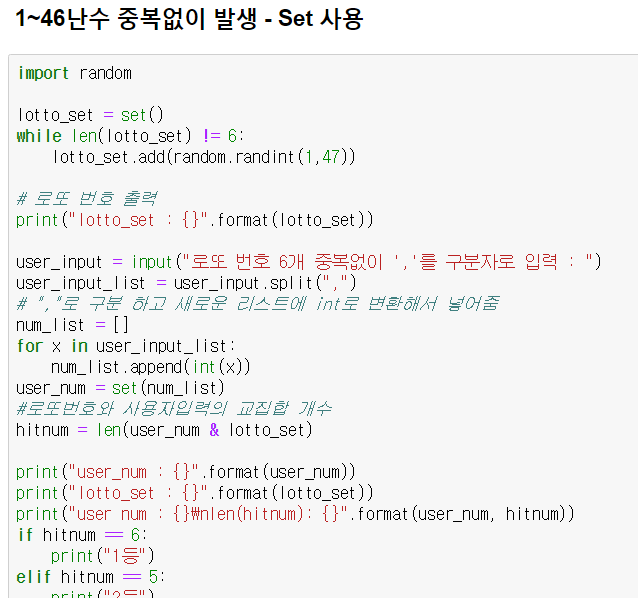 1~46난수 중복없이 발생 - Set 사용
import random
lotto_set = set()
while len(lotto_set) != 6:
    lotto_set.add(random.randint(1,47))
# 로또 번호 출력
print("lotto_set : {}".format(lotto_set))
user_input = input("로또 번호 6개 중복없이 ','를 구분자로 입력 : ")
user_input_list = user_input.split(",")
# ","로 구분 하고 새로운 리스트에 int로 변환해서 넣어줌
num_list = []
for x in user_input_list:
    num_list.append(int(x))
user_num = set(num_list)
#로또번호와 사용자입력의 교집합 개수
hitnum = len(user_num & lotto_set)
print("user_num : {}".format(user_num))
print("lotto_set : {}".format(lotto_set))
print("user num : {}₩nlen(hitnum): {}".format(user_num, hitnum))
if hitnum == 6:
    print("1등")
elif hitnum == 5:
    print("2등")